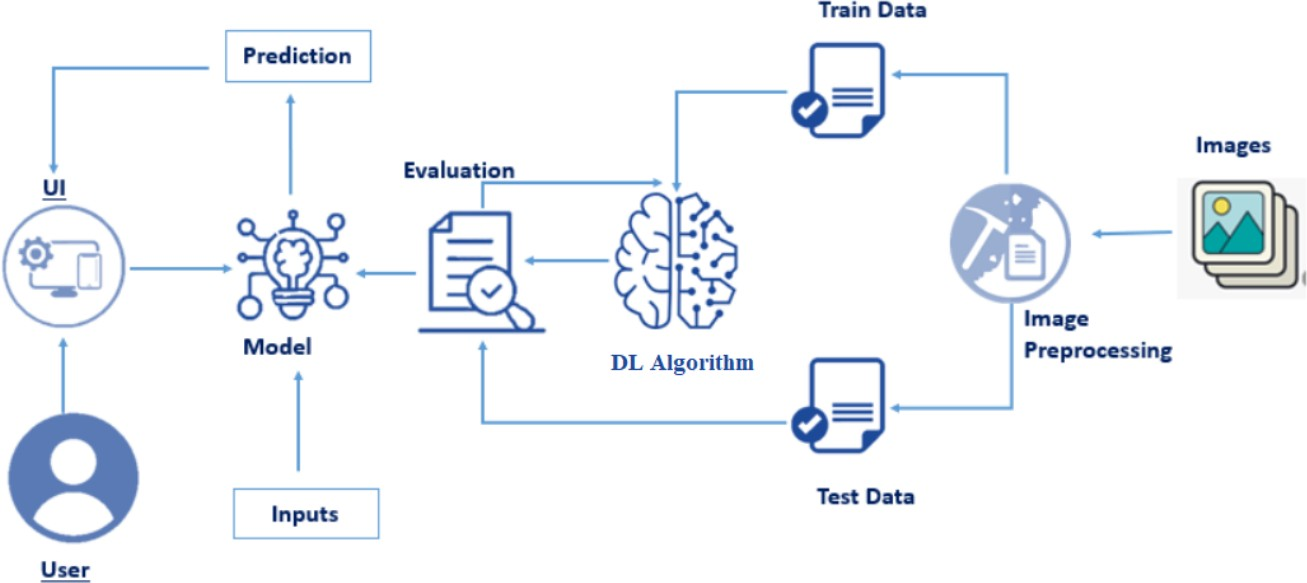 Train Data
Prediction
Images
Evaluation
UI
Image
Preprocessing
Model
DL Algorithm
Test Data
Inputs
User